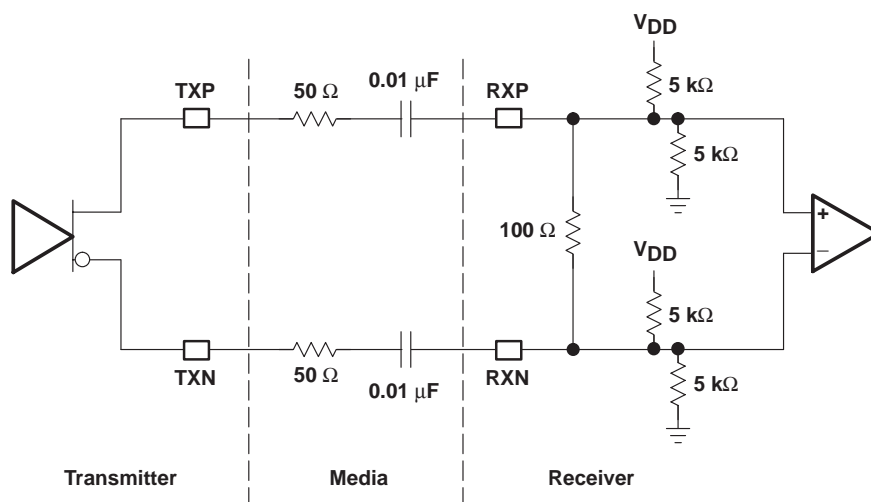 VDD
0.01 μF
5 kΩ
TXP
50 Ω
RXP
5 kΩ
+
100 Ω
VDD
−
5 kΩ
TXN
50 Ω
RXN
0.01 μF
5 kΩ
Transmitter
Media
Receiver